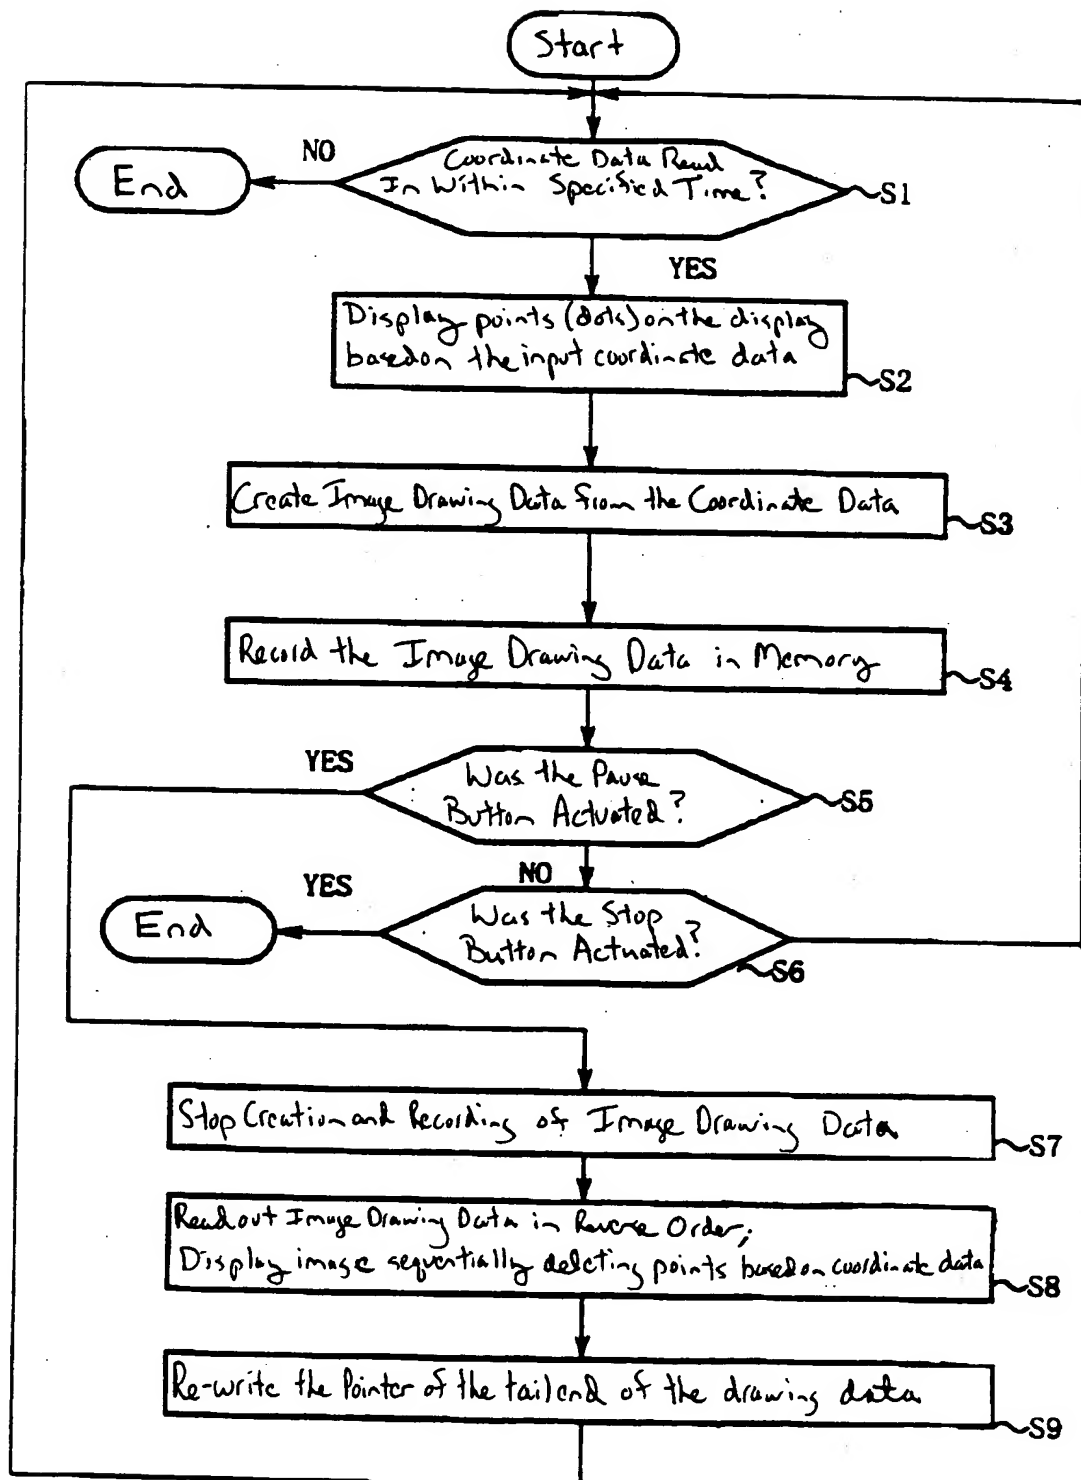 Start
NO
Coordinate Data Read
In Within Specified Time?
End
S1
YES
Display points (dots) on the display
based on the input coordinate data
S2
Create Image Drawing Data from the Coordinate Data
S3
Record the Image Drawing Data in Memory
S4
YES
Was the Pause
Button Actuated?
S5
NO
YES
Was the Stop
Button Actuated?
End
S6
Stop Creation and Recording of Image Drawing Data
S7
Readout Image Drawing Data in Reverse Order;
Display image sequentially deleting points based on coordinate data
S8
Re-write the Pointer of the tail end of the drawing data
S9